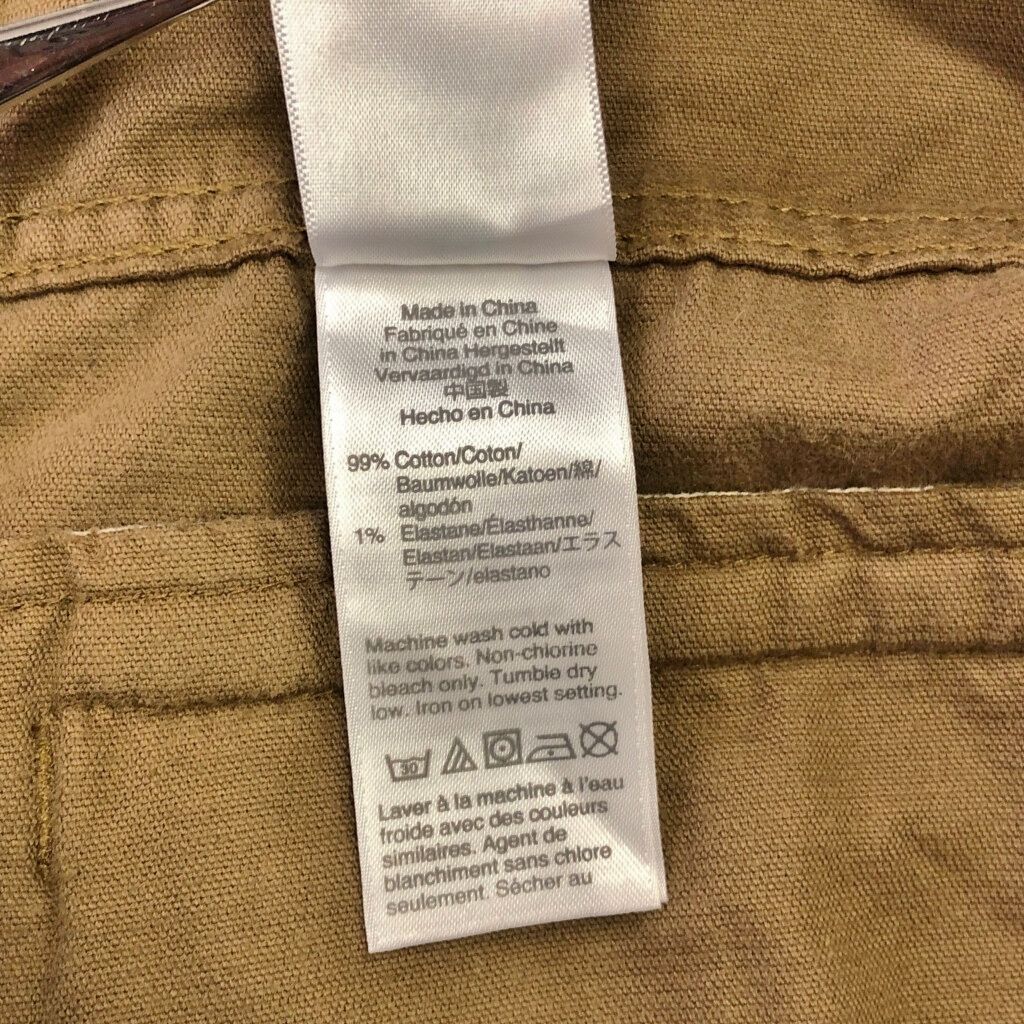 Made in China
Fabriqué en Chine
in China Hergestellt
Vervaardigd in China
中国製
Hecho en China
99% Cotton/Coton/
Baumwolle/Katoen/綿/
algodón
1% Elastane/Élasthanne/
Elastan/Elastaan/エラス
テーン/elastano
Machine wash cold with
like colors. Non-chlorine
bleach only. Tumble dry
low. Iron on lowest setting.
30
Laver à la machine à l'eau
froide avec des couleurs
similaires. Agent de
blanchiment sans chlore
seulement. Sécher au